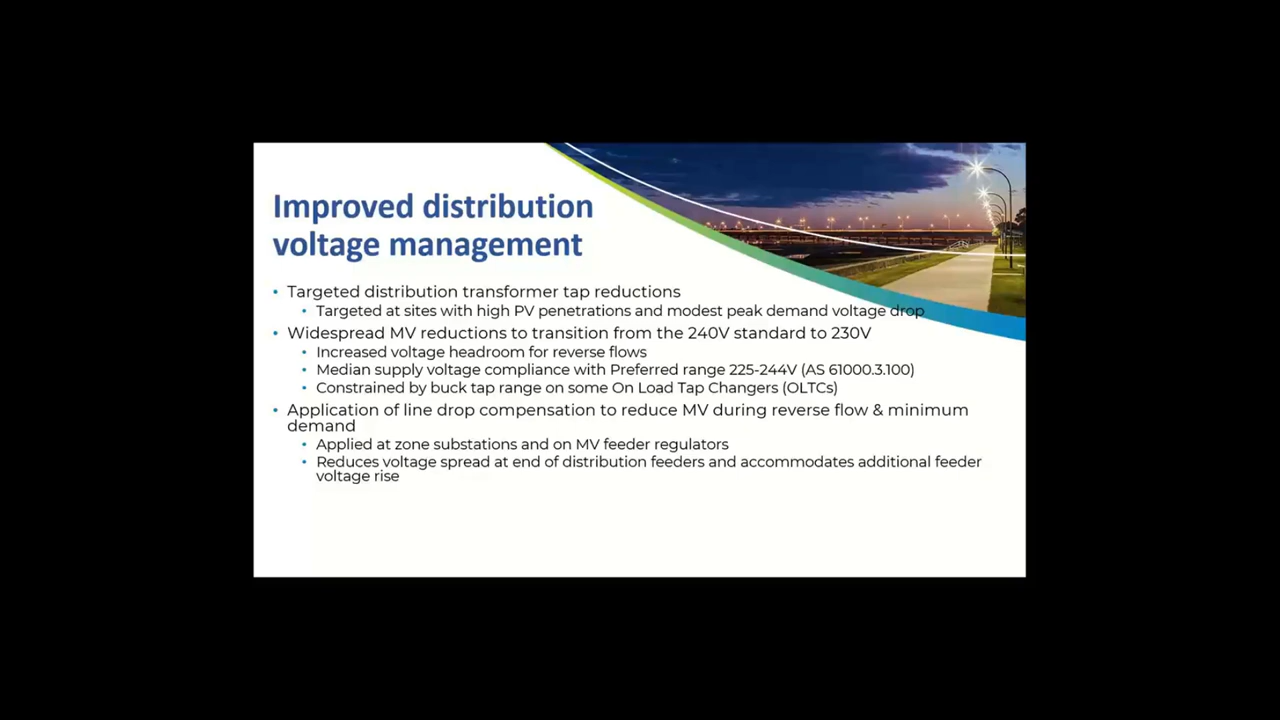 Improved distribution
voltage management
• Targeted distribution transformer tap reductions
• Targeted at sites with high PV penetrations and modest peak demand voltage drop
• Widespread MV reductions to transition from the 240V standard to 230V
• Increased voltage headroom for reverse flows
• Median supply voltage compliance with Preferred range 225-244V (AS 61000.3.100)
• Constrained by buck tap range on some On Load Tap Changers (OLTCs)
• Application of line drop compensation to reduce MV during reverse flow & minimum
demand
• Applied at zone substations and on MV feeder regulators
• Reduces voltage spread at end of distribution feeders and accommodates additional feeder
voltage rise